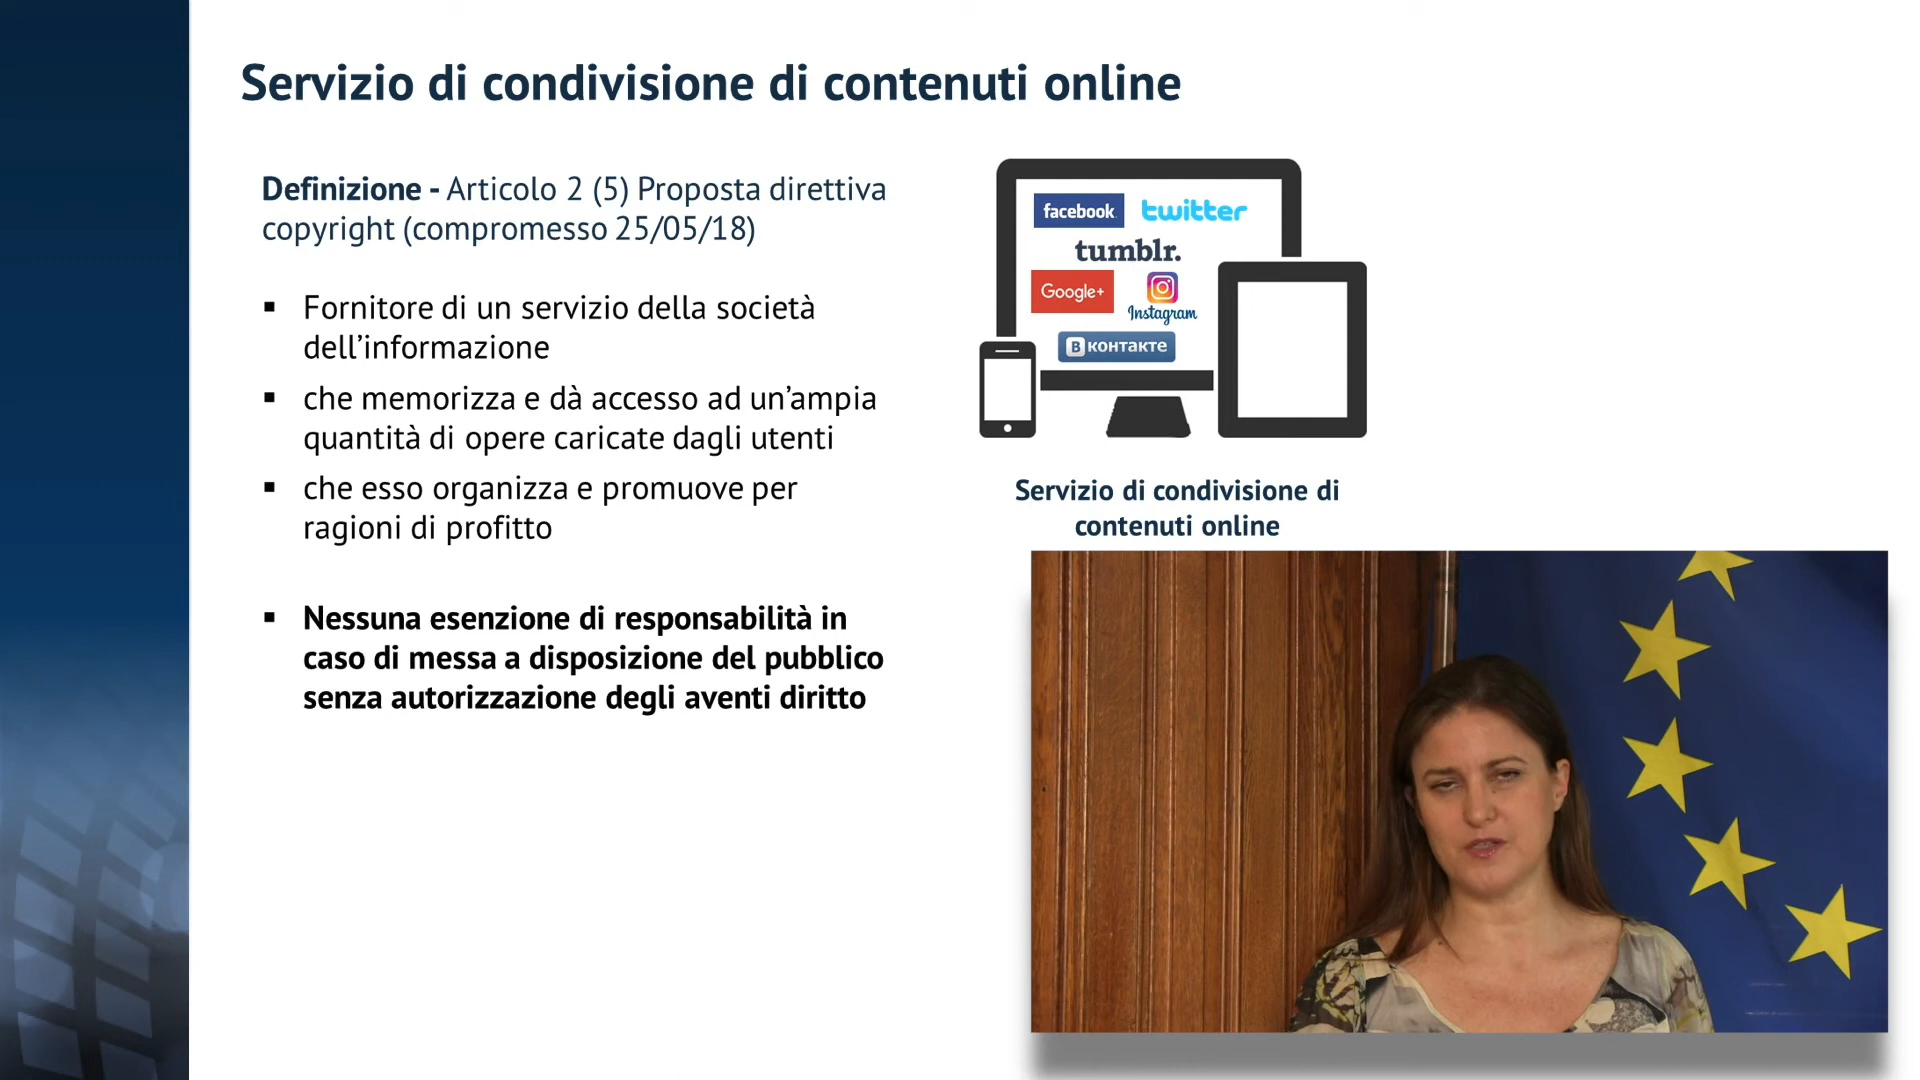 Servizio di condivisione di contenuti online
Definizione - Articolo 2 (5) Proposta direttiva
copyright (compromesso 25/05/18)
▪ Fornitore di un servizio della società
dell’informazione
▪ che memorizza e dà accesso ad un’ampia
quantità di opere caricate dagli utenti
▪ che esso organizza e promuove per
ragioni di profitto
▪ Nessuna esenzione di responsabilità in
caso di messa a disposizione del pubblico
senza autorizzazione degli aventi diritto
facebook twitter
tumblr.
Google+
Instagram
В контакте
Servizio di condivisione di
contenuti online